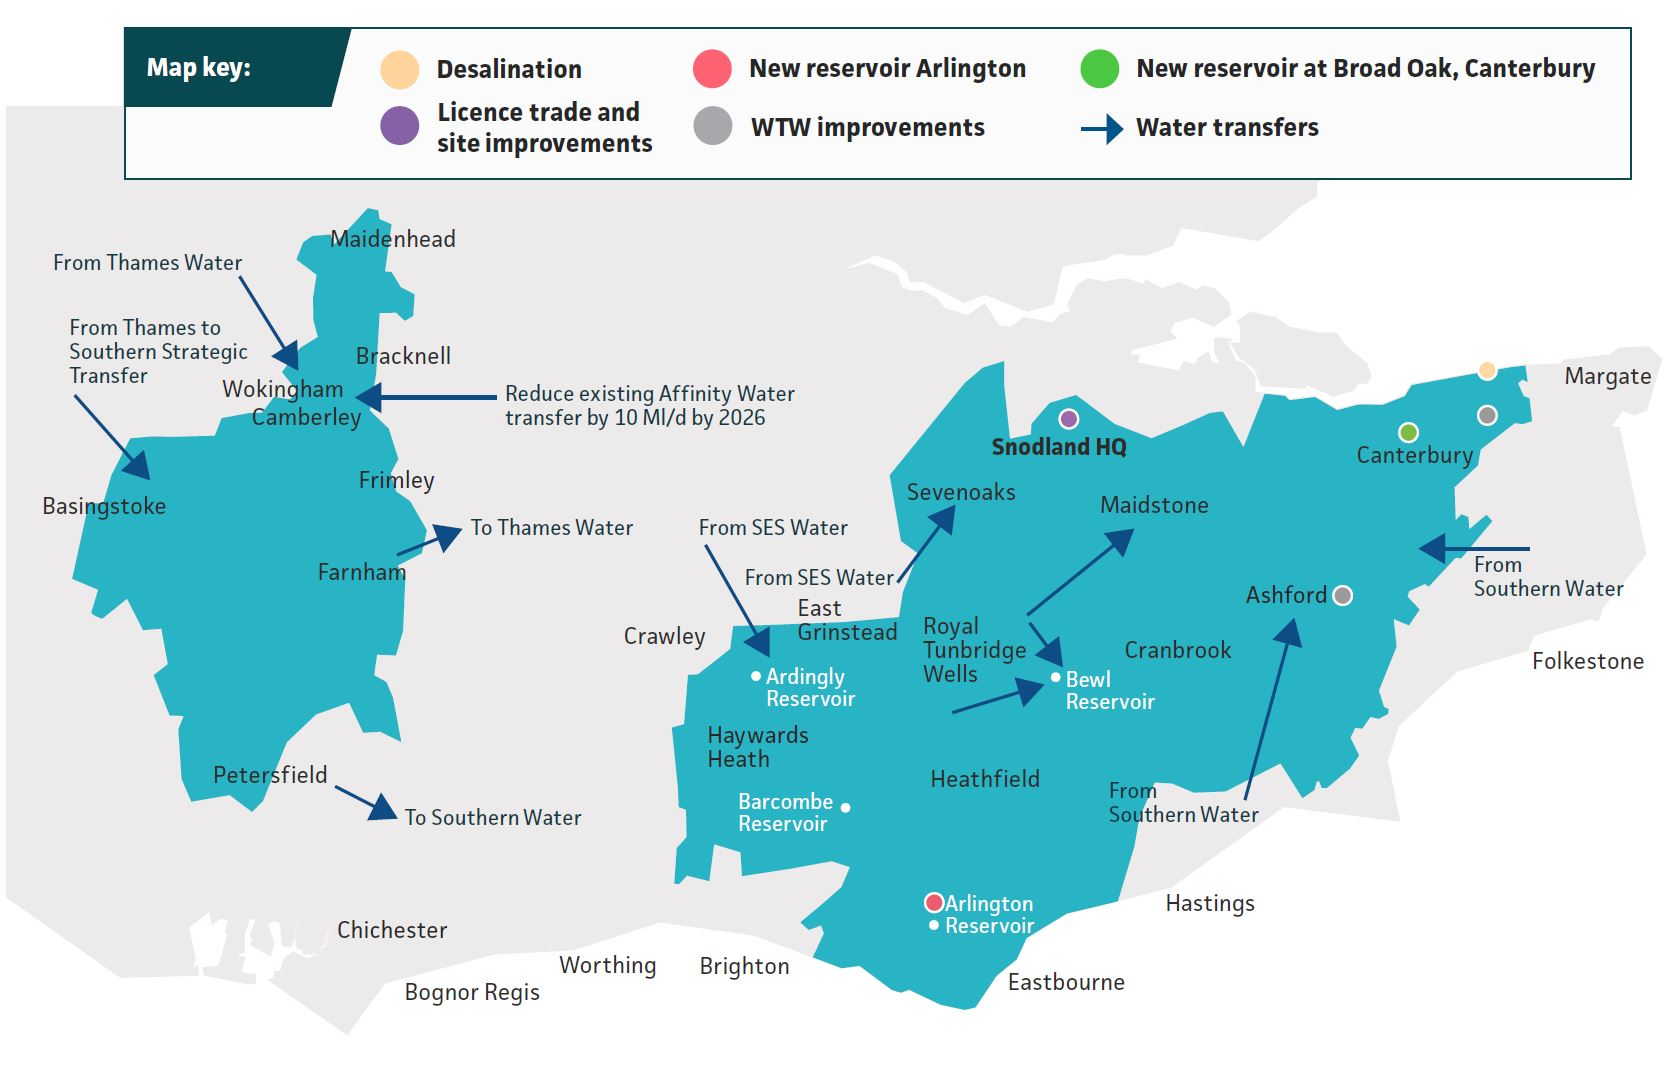 Map key:
Desalination
New reservoir Arlington
New reservoir at Broad Oak, Canterbury
Licence trade and
site improvements
WTW improvements
Water transfers
Maidenhead
From Thames Water
From Thames to
Southern Strategic
Transfer
Bracknell
Wokingham
Camberley
Reduce existing Affinity Water
transfer by 10 Ml/d by 2026
Margate
Snodland HQ
Canterbury
Frimley
Sevenoaks
Basingstoke
Maidstone
To Thames Water
From SES Water
Farnham
From SES Water
From
Southern Water
Ashford
East
Grinstead
Crawley
Royal
Tunbridge
Wells
Cranbrook
Folkestone
Ardingly
Reservoir
Bewl
Reservoir
Haywards
Heath
Petersfield
Heathfield
To Southern Water
Barcombe
Reservoir
From
Southern Water
Arlington
Reservoir
Hastings
Chichester
Worthing
Brighton
Bognor Regis
Eastbourne